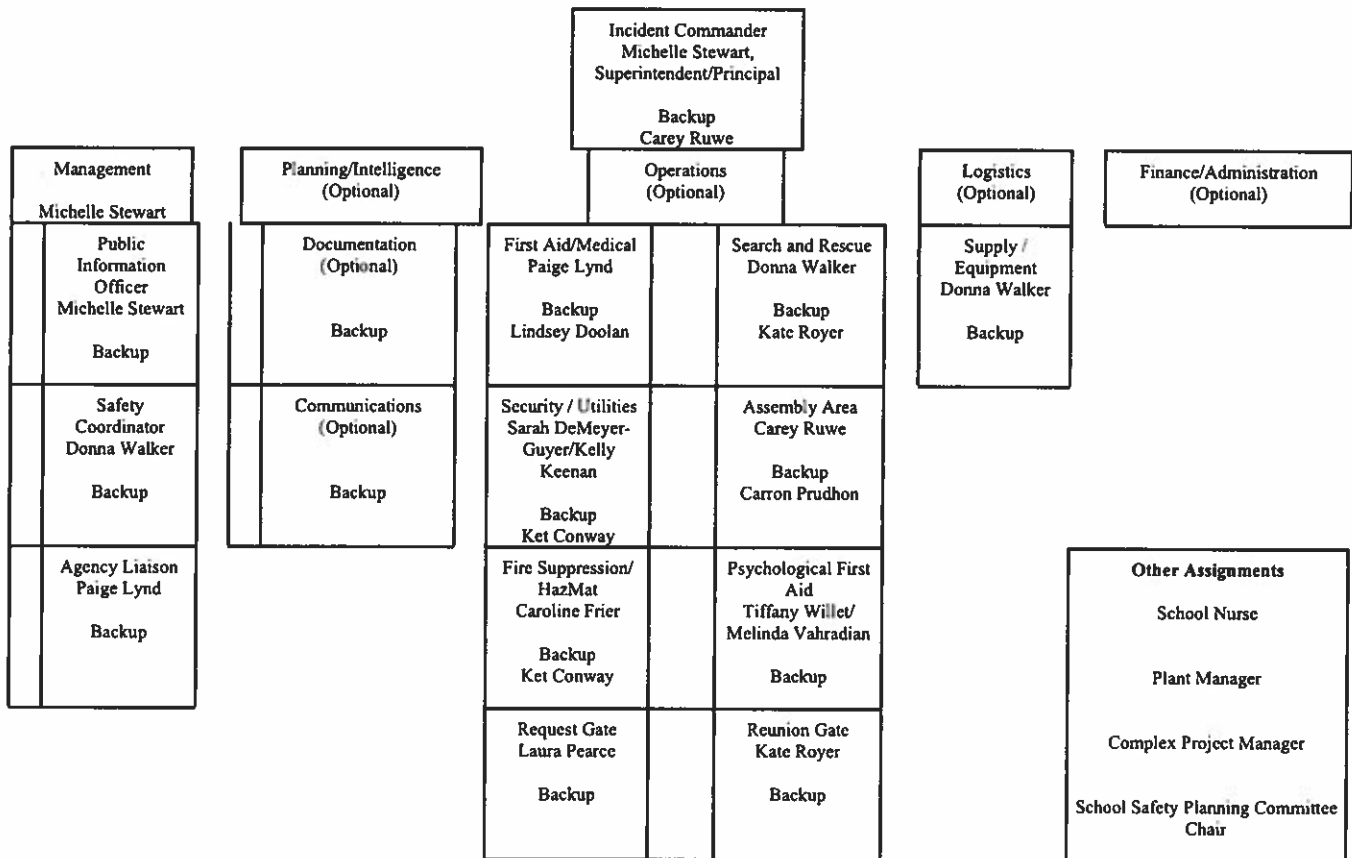 Incident Commander
Michelle Stewart,
Superintendent/Principal
Backup
Carey Ruwe
Management
Michelle Stewart
Planning/Intelligence
(Optional)
Operations
(Optional)
Logistics
(Optional)
Finance/Administration
(Optional)
Public
Information
Officer
Michelle Stewart
Backup
Documentation
(Optional)
Backup
First Aid/Medical
Paige Lynd
Backup
Lindsey Doolan
Search and Rescue
Donna Walker
Backup
Kate Royer
Supply /
Equipment
Donna Walker
Backup
Safety
Coordinator
Donna Walker
Backup
Communications
(Optional)
Backup
Security / Utilities
Sarah DeMeyer-
Guyer/Kelly
Keenan
Backup
Ket Conway
Assembly Area
Carey Ruwe
Backup
Carron Prudhon
Agency Liaison
Paige Lynd
Backup
Fire Suppression/
HazMat
Caroline Frier
Backup
Ket Conway
Psychological First
Aid
Tiffany Willet/
Melinda Vahradian
Backup
Request Gate
Laura Pearce
Backup
Reunion Gate
Kate Royer
Backup
Other Assignments
School Nurse
Plant Manager
Complex Project Manager
School Safety Planning Committee
Chair